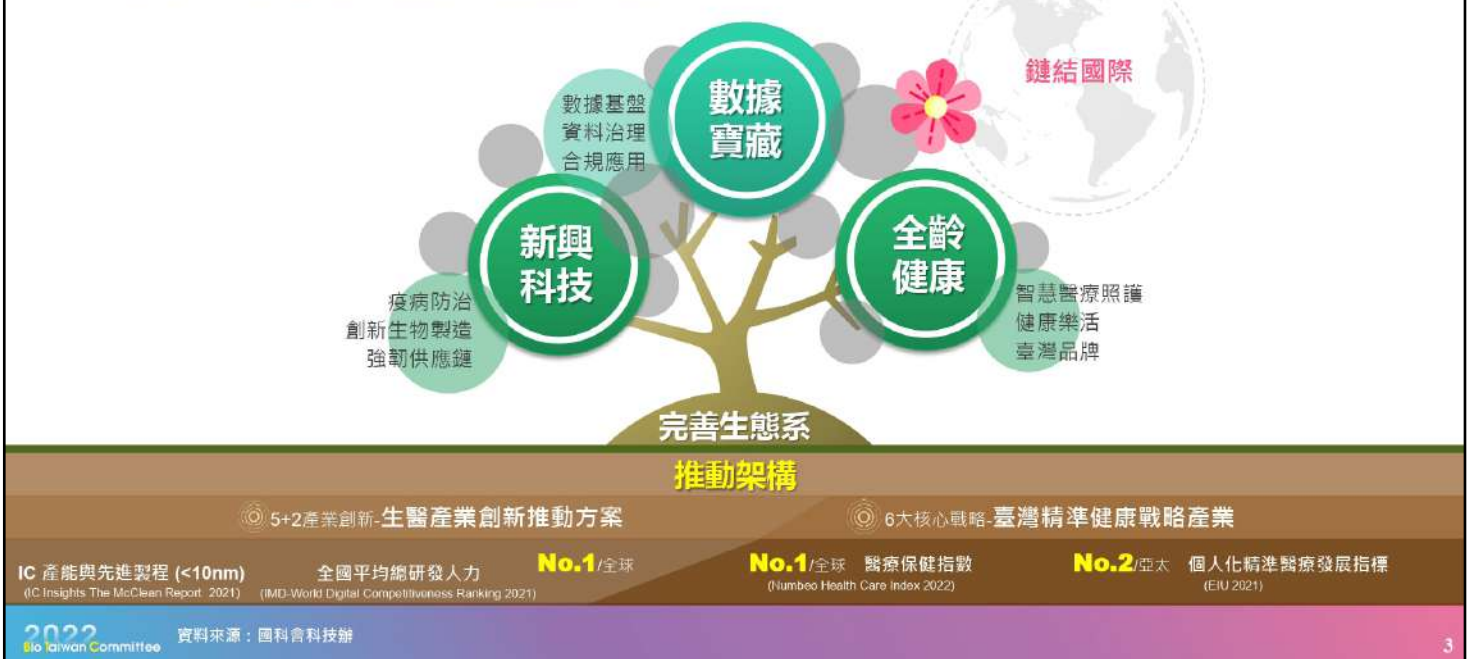 鏈結國際
數據
寶藏
數據基盤
資料治理
合規應用
新興
科技
疫病防治
創新生物製造
強韌供應鏈
全齡
健康
智慧醫療照護
健康樂活
臺灣品牌
完善生態系
推動架構
5+2產業創新-生醫產業創新推動方案
6大核心戰略-臺灣精準健康戰略產業
IC 產能與先進製程 (<10nm)
(IC Insights The McClean Report 2021)
全國平均總研發人力
(IMD-World Digital Competitiveness Ranking 2021)
No.1/全球
No.1/全球 醫療保健指數
(Numbeo Health Care Index 2022)
No.2/亞太 個人化精準醫療發展指標
(EIU 2021)
2022
Bio Taiwan Committee
資料來源：國科會科技辦
3